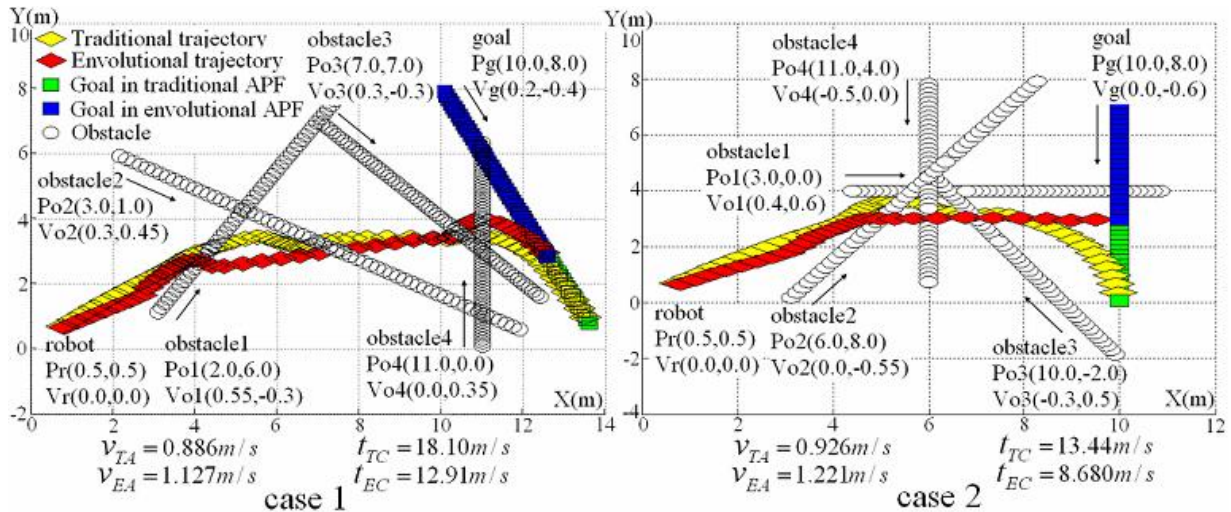 Y(m)
10
8
6
4
2
0
-2
Traditional trajectory
Envolutional trajectory
Goal in traditional APF
Goal in envolutional APF
Obstacle
obstacle3
Po3(7.0,7.0)
Vo3(0.3,-0.3)
goal
Pg(10.0,8.0)
Vg(0.2,-0.4)
obstacle2
Po2(3.0,1.0)
Vo2(0.3,0.45)
robot
Pr(0.5,0.5)
Vr(0.0,0.0)
obstacle1
Po1(2.0,6.0)
Vo1(0.55,-0.3)
obstacle4
Po4(11.0,0.0)
Vo4(0.0,0.35)
X(m)
0 2 4 6 8 10 12 14
v_TA = 0.886m/s t_TC = 18.10m/s
v_EA = 1.127m/s t_EC = 12.91m/s
case 1
Y(m)
10
8
6
4
2
0
-2
-4
obstacle4
Po4(11.0,4.0)
Vo4(-0.5,0.0)
goal
Pg(10.0,8.0)
Vg(0.0,-0.6)
obstacle1
Po1(3.0,0.0)
Vo1(0.4,0.6)
robot
Pr(0.5,0.5)
Vr(0.0,0.0)
obstacle2
Po2(6.0,8.0)
Vo2(0.0,-0.55)
obstacle3
Po3(10.0,-2.0)
Vo3(-0.3,0.5)
X(m)
0 2 4 6 8 10 12
v_TA = 0.926m/s t_TC = 13.44m/s
v_EA = 1.221m/s t_EC = 8.680m/s
case 2